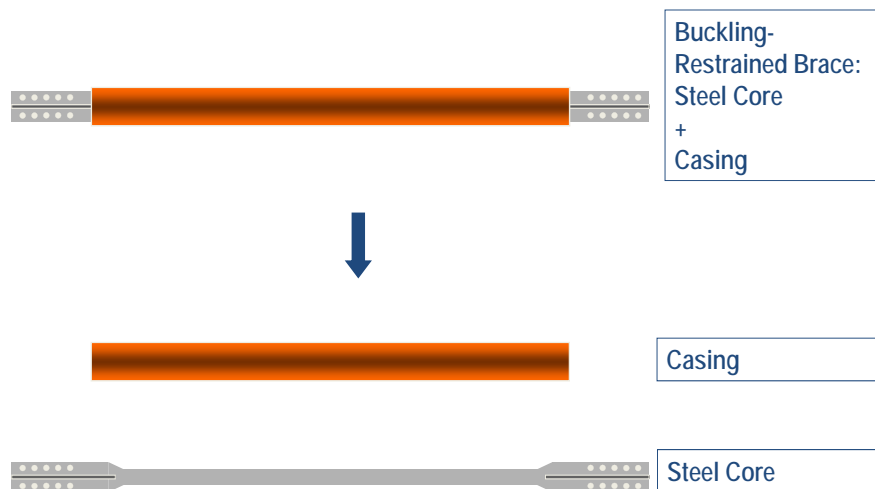 Buckling-
Restrained Brace:
Steel Core
+
Casing
Casing
Steel Core